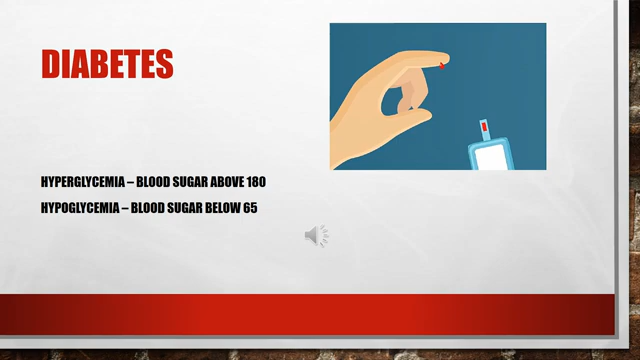 DIABETES
HYPERGLYCEMIA – BLOOD SUGAR ABOVE 180
HYPOGLYCEMIA – BLOOD SUGAR BELOW 65